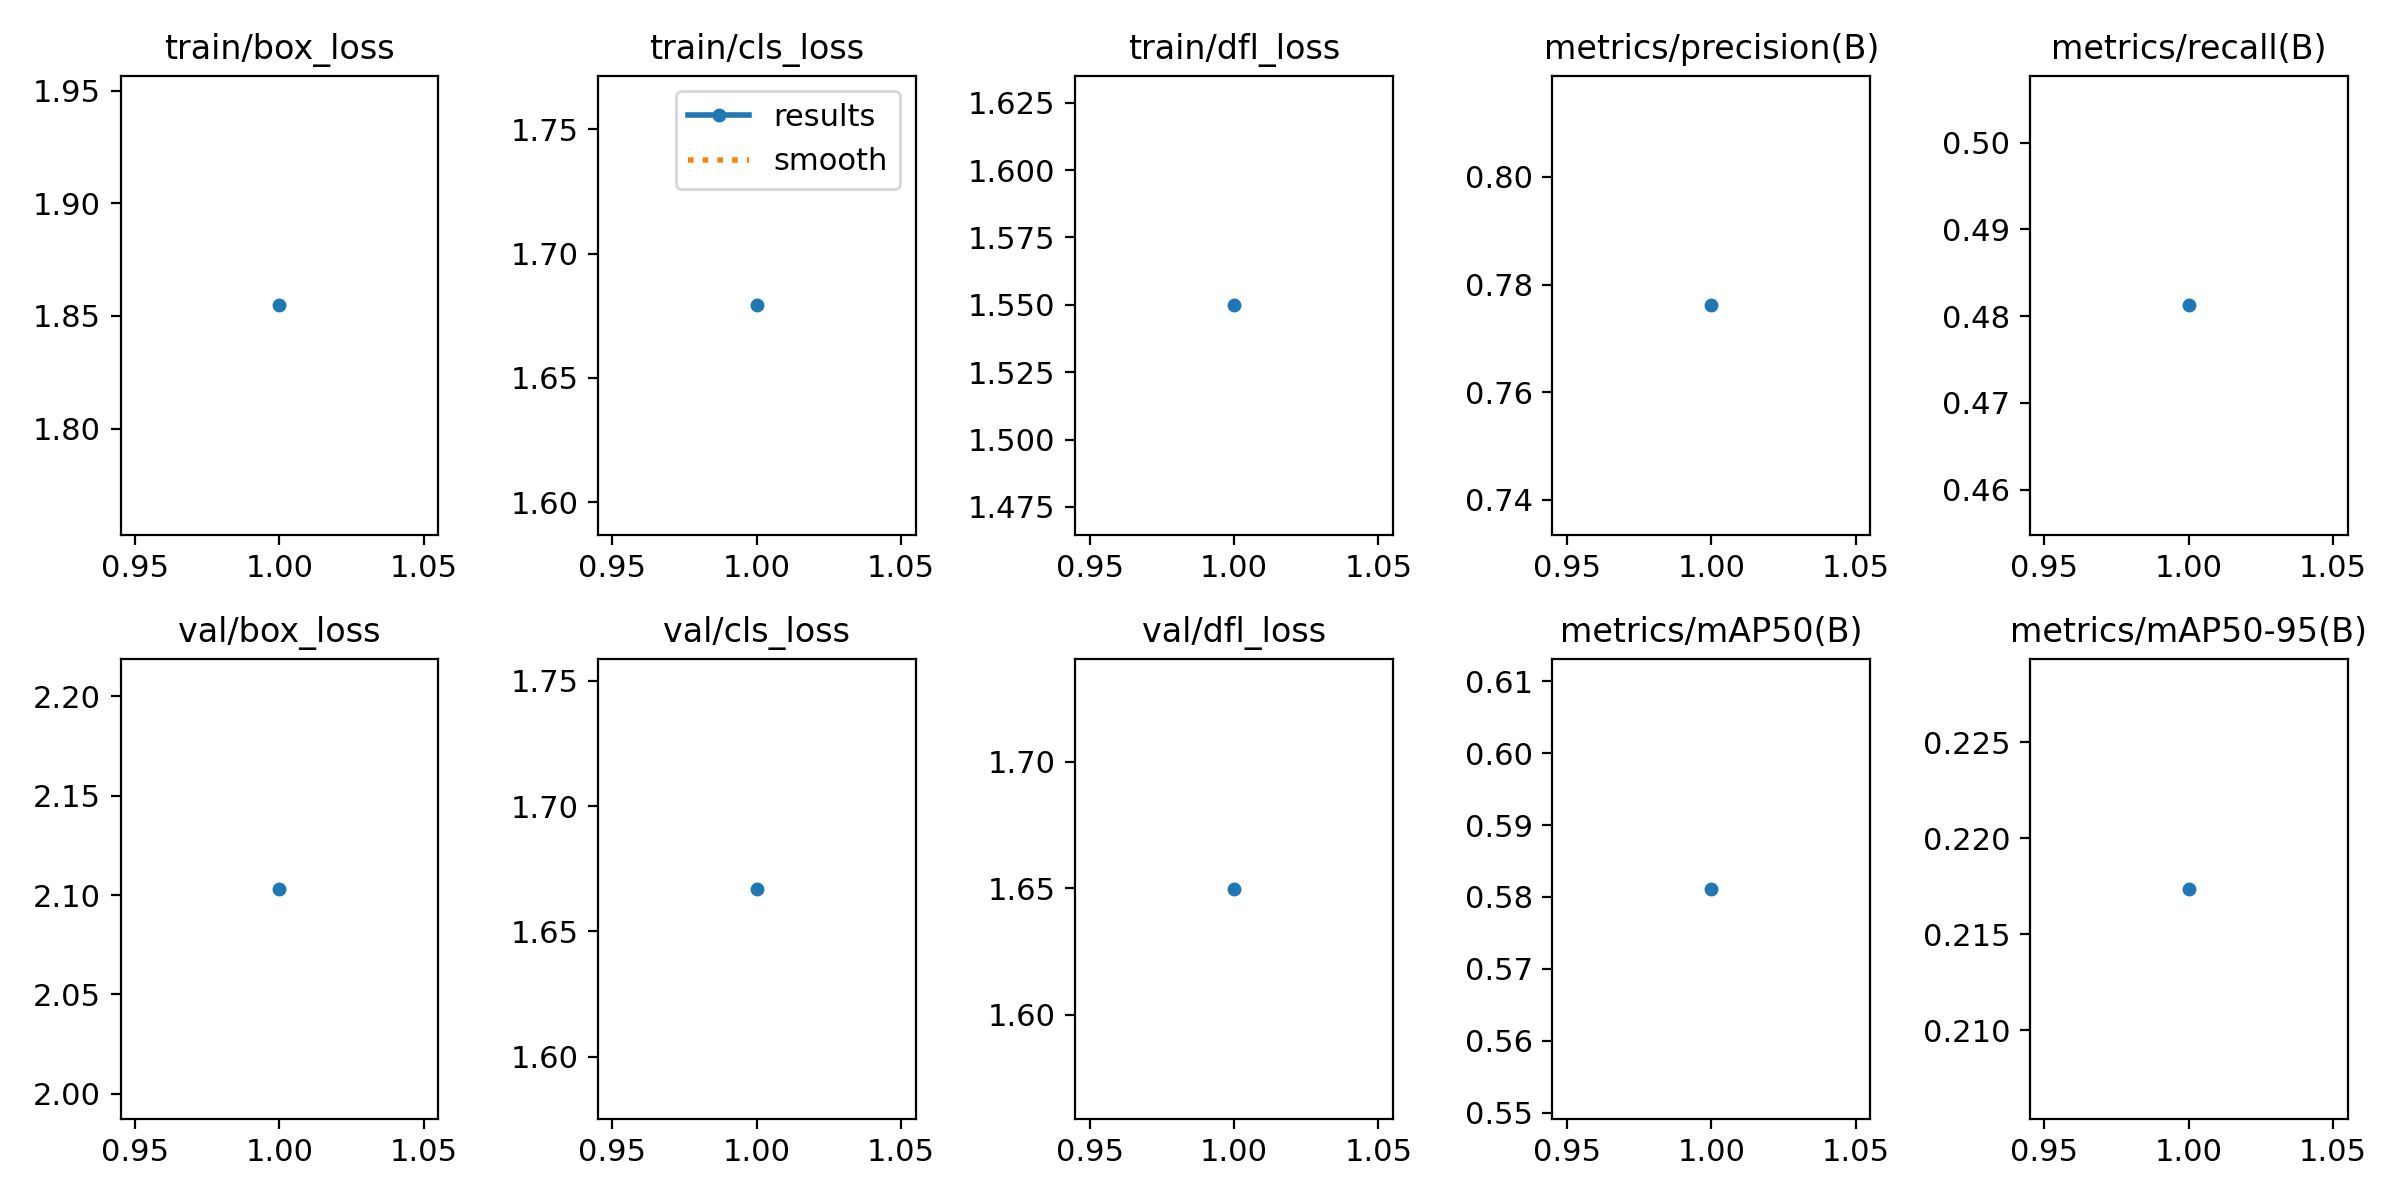 train/box_loss
1.95
1.90
1.85
1.80
0.95 1.00 1.05
train/cls_loss
results
smooth
1.75
1.70
1.65
1.60
0.95 1.00 1.05
train/dfl_loss
1.625
1.600
1.575
1.550
1.525
1.500
1.475
0.95 1.00 1.05
metrics/precision(B)
0.80
0.78
0.76
0.74
0.95 1.00 1.05
metrics/recall(B)
0.50
0.49
0.48
0.47
0.46
0.95 1.00 1.05
val/box_loss
2.20
2.15
2.10
2.05
2.00
0.95 1.00 1.05
val/cls_loss
1.75
1.70
1.65
1.60
0.95 1.00 1.05
val/dfl_loss
1.70
1.65
1.60
0.95 1.00 1.05
metrics/mAP50(B)
0.61
0.60
0.59
0.58
0.57
0.56
0.55
0.95 1.00 1.05
metrics/mAP50-95(B)
0.225
0.220
0.215
0.210
0.95 1.00 1.05